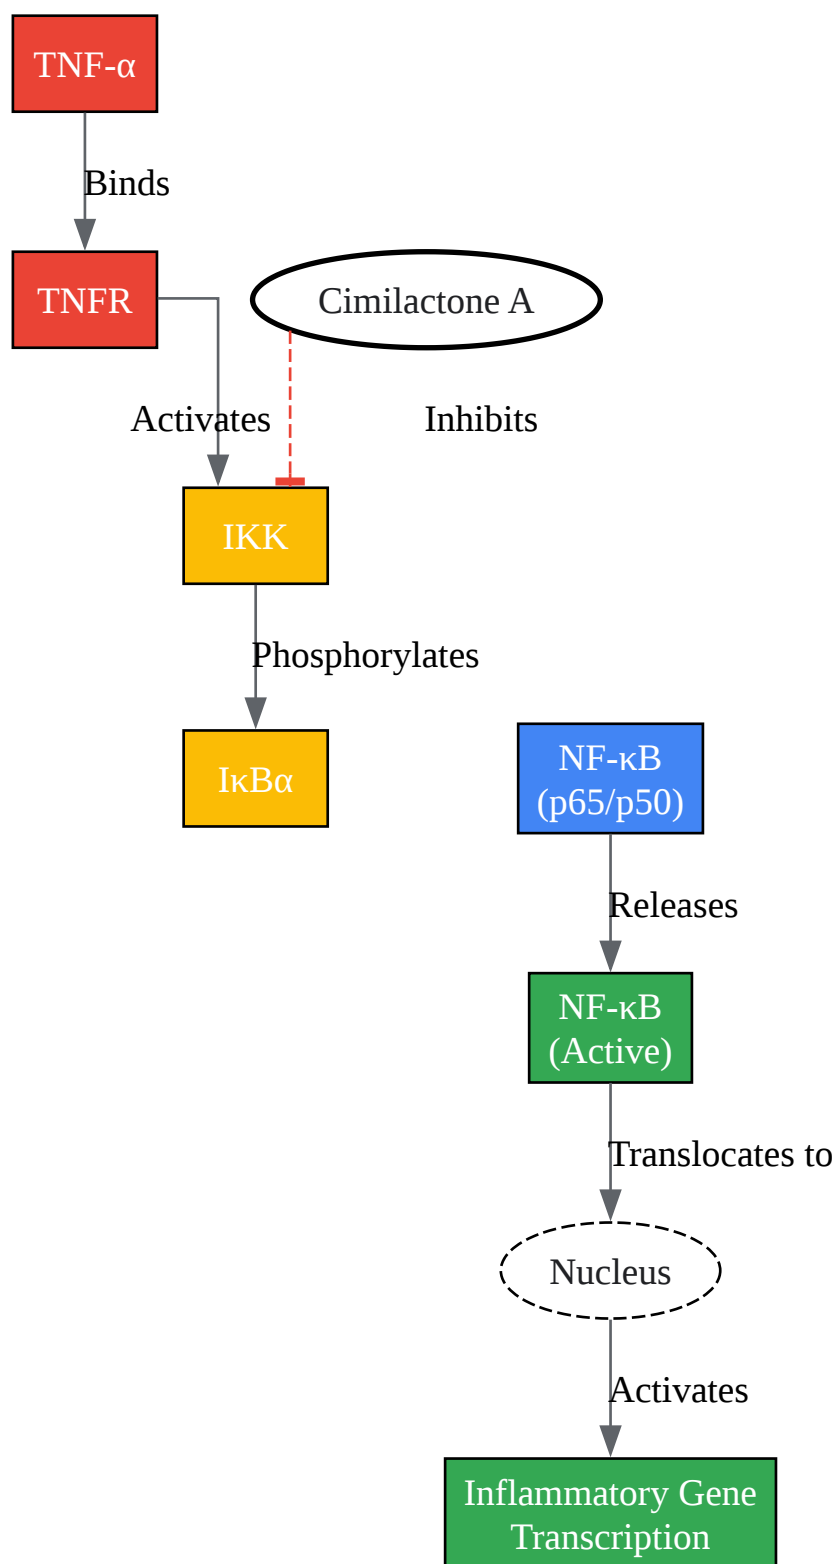 TNF-α
Binds
TNFR
Cimilactone A
Activates
Inhibits
IKK
Phosphorylates
IκBα
NF-κB
(p65/p50)
Releases
NF-κB
(Active)
Translocates to
Nucleus
Activates
Inflammatory Gene
Transcription